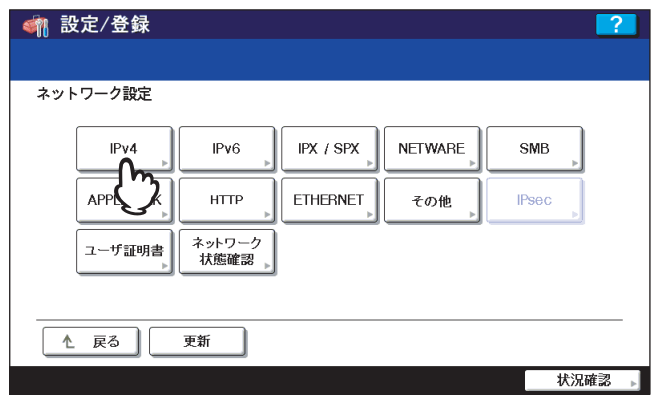 設定/登録
?
ネットワーク設定
IPv4
IPv6
IPX / SPX
NETWARE
SMB
HTTP
ETHERNET
その他
IPsec
ユーザ証明書
ネットワーク
状態確認
戻る
更新
状況確認